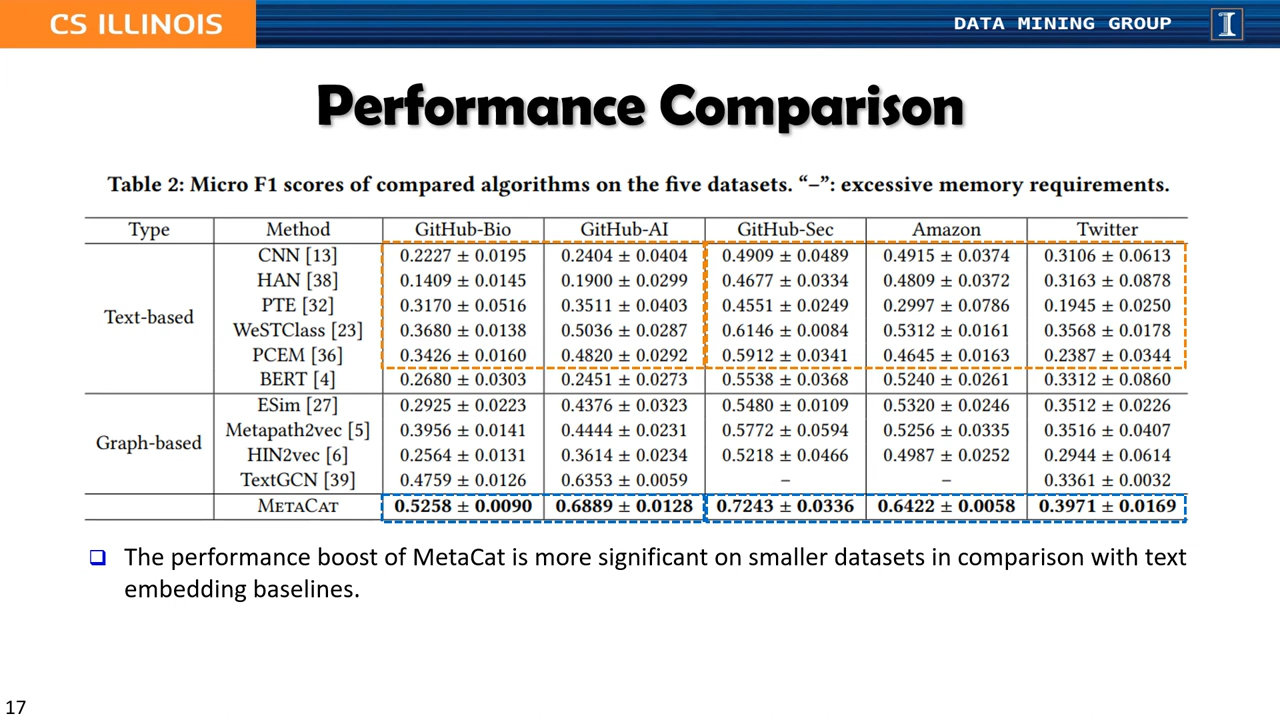 CS ILLINOIS
DATA MINING GROUP
I
Performance Comparison
Table 2: Micro F1 scores of compared algorithms on the five datasets. “–”: excessive memory requirements.
Type Method GitHub-Bio GitHub-AI GitHub-Sec Amazon Twitter
Text-based
CNN [13] 0.2227 ± 0.0195 0.2404 ± 0.0404 0.4909 ± 0.0489 0.4915 ± 0.0374 0.3106 ± 0.0613
HAN [38] 0.1409 ± 0.0145 0.1900 ± 0.0299 0.4677 ± 0.0334 0.4809 ± 0.0372 0.3163 ± 0.0878
PTE [32] 0.3170 ± 0.0516 0.3511 ± 0.0403 0.4551 ± 0.0249 0.2997 ± 0.0786 0.1945 ± 0.0250
WeSTClass [23] 0.3680 ± 0.0138 0.5036 ± 0.0287 0.6146 ± 0.0084 0.5312 ± 0.0161 0.3568 ± 0.0178
PCEM [36] 0.3426 ± 0.0160 0.4820 ± 0.0292 0.5912 ± 0.0341 0.4645 ± 0.0163 0.2387 ± 0.0344
BERT [4] 0.2680 ± 0.0303 0.2451 ± 0.0273 0.5538 ± 0.0368 0.5240 ± 0.0261 0.3312 ± 0.0860
Graph-based
ESim [27] 0.2925 ± 0.0223 0.4376 ± 0.0323 0.5480 ± 0.0109 0.5320 ± 0.0246 0.3512 ± 0.0226
Metapath2vec [5] 0.3956 ± 0.0141 0.4444 ± 0.0231 0.5772 ± 0.0594 0.5256 ± 0.0335 0.3516 ± 0.0407
HIN2vec [6] 0.2564 ± 0.0131 0.3614 ± 0.0234 0.5218 ± 0.0466 0.4987 ± 0.0252 0.2944 ± 0.0614
TextGCN [39] 0.4759 ± 0.0126 0.6353 ± 0.0059 – – 0.3361 ± 0.0032
METACAT 0.5258 ± 0.0090 0.6889 ± 0.0128 0.7243 ± 0.0336 0.6422 ± 0.0058 0.3971 ± 0.0169
The performance boost of MetaCat is more significant on smaller datasets in comparison with text
embedding baselines.
17